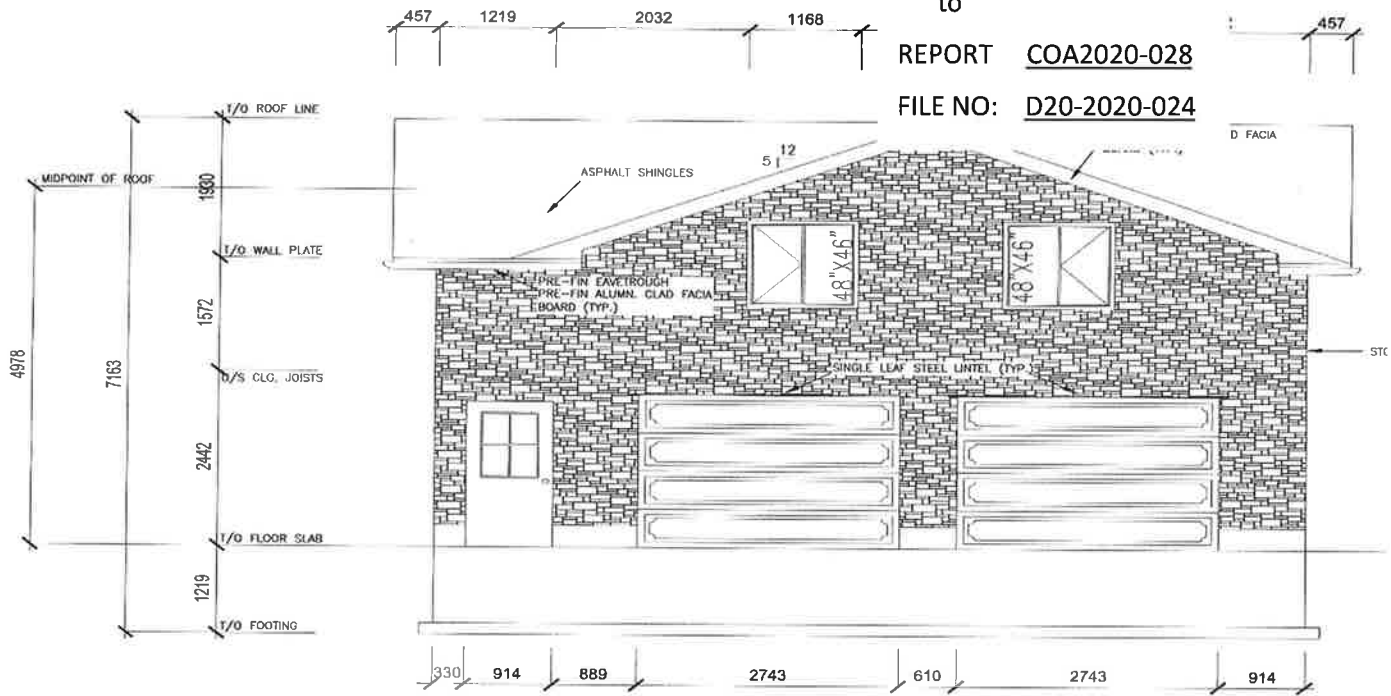 to
457 1219 2032 1168 457
REPORT COA2020-028
FILE NO: D20-2020-024
T/O ROOF LINE
D FACIA
12
5
ASPHALT SHINGLES
MIDPOINT OF ROOF
1930
T/O WALL PLATE
48"X46"
48"X46"
PRE-FIN EAVETROUGH
PRE-FIN ALUMN. CLAD FACIA
BOARD (TYP.)
1572
4978
7163
STO
SINGLE LEAF STEEL LINTEL (TYP.)
U/S CLG. JOISTS
2442
T/O FLOOR SLAB
1219
T/O FOOTING
330 914 889 2743 610 2743 914